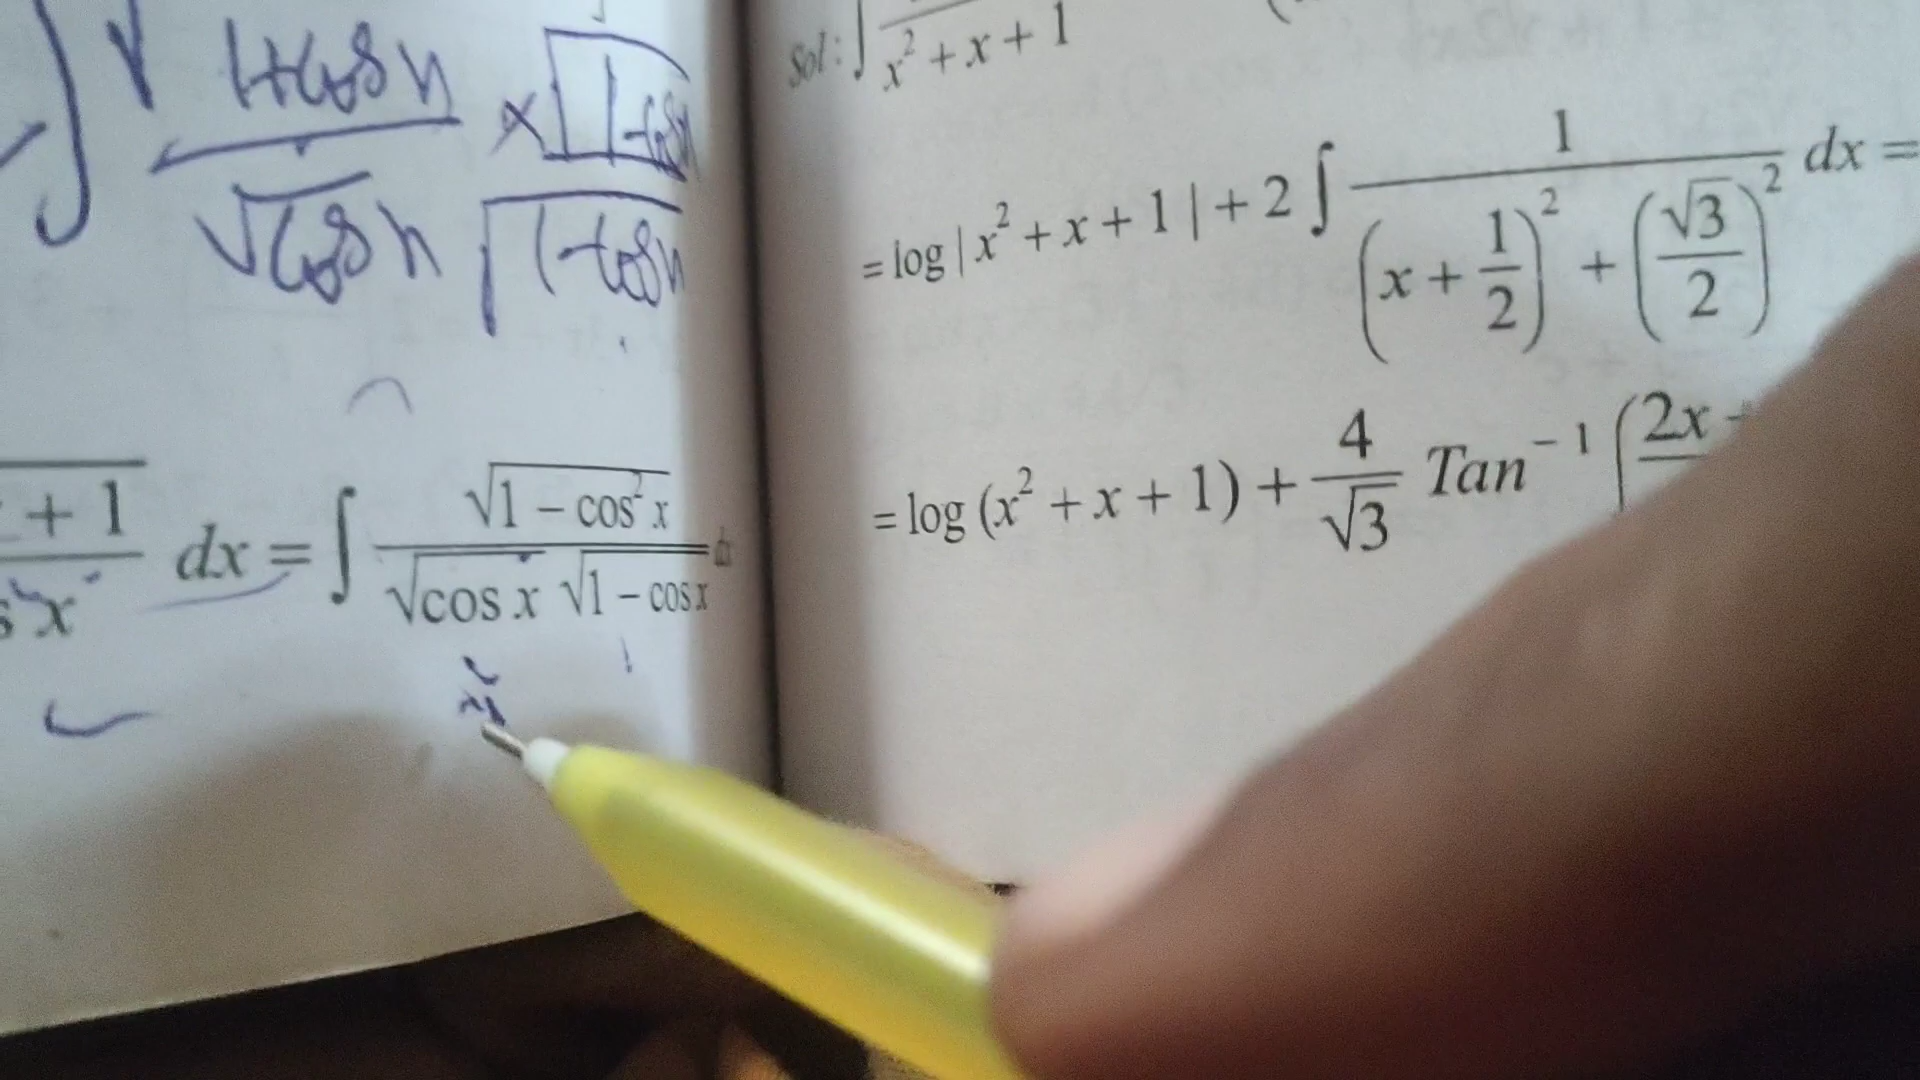 ∫ √ 1+cos x / √cos x × √1-cos x / √1-cos x
+ 1 / s x dx = ∫ √1 − cos² x / √cos x √1 − cos x dx
Sol : ∫ / x² + x + 1
= log | x² + x + 1 | + 2 ∫ 1 / (x + 1/2)² + (√3/2)² dx =
= log (x² + x + 1) + 4/√3 Tan⁻¹ (2x